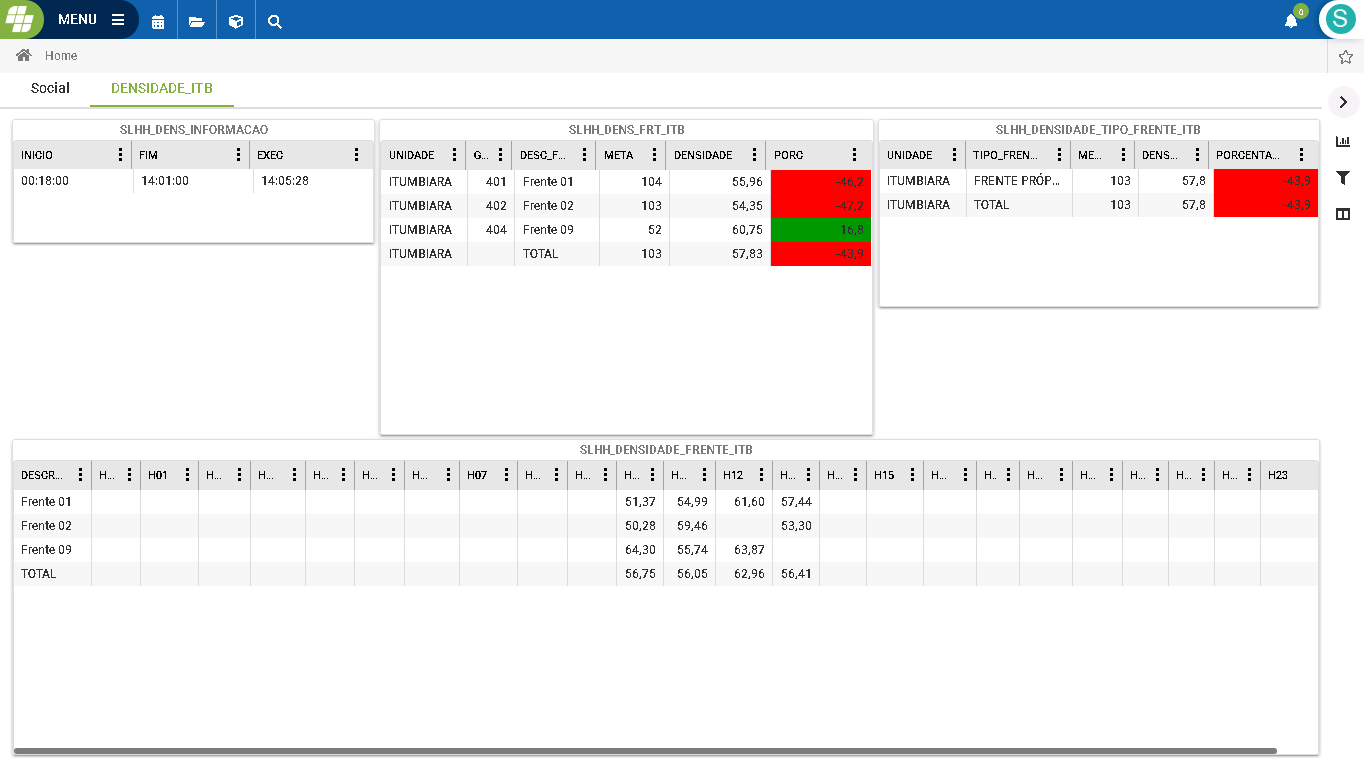 MENU
0
S
Home
Social DENSIDADE_ITB
SLHH_DENS_INFORMACAO
INICIO FIM EXEC
00:18:00 14:01:00 14:05:28
SLHH_DENS_FRT_ITB
UNIDADE G... DESC_F... META DENSIDADE PORC
ITUMBIARA 401 Frente 01 104 55,96 -46,2
ITUMBIARA 402 Frente 02 103 54,35 -47,2
ITUMBIARA 404 Frente 09 52 60,75 16,8
ITUMBIARA TOTAL 103 57,83 -43,9
SLHH_DENSIDADE_TIPO_FRENTE_ITB
UNIDADE TIPO_FREN... ME... DENS... PORCENTA...
ITUMBIARA FRENTE PRÓP... 103 57,8 -43,9
ITUMBIARA TOTAL 103 57,8 -43,9
SLHH_DENSIDADE_FRENTE_ITB
DESCR... H... H01 H... H... H... H... H... H07 H... H... H... H... H12 H... H... H15 H... H... H... H... H... H... H... H23
Frente 01 51,37 54,99 61,60 57,44
Frente 02 50,28 59,46 53,30
Frente 09 64,30 55,74 63,87
TOTAL 56,75 56,05 62,96 56,41